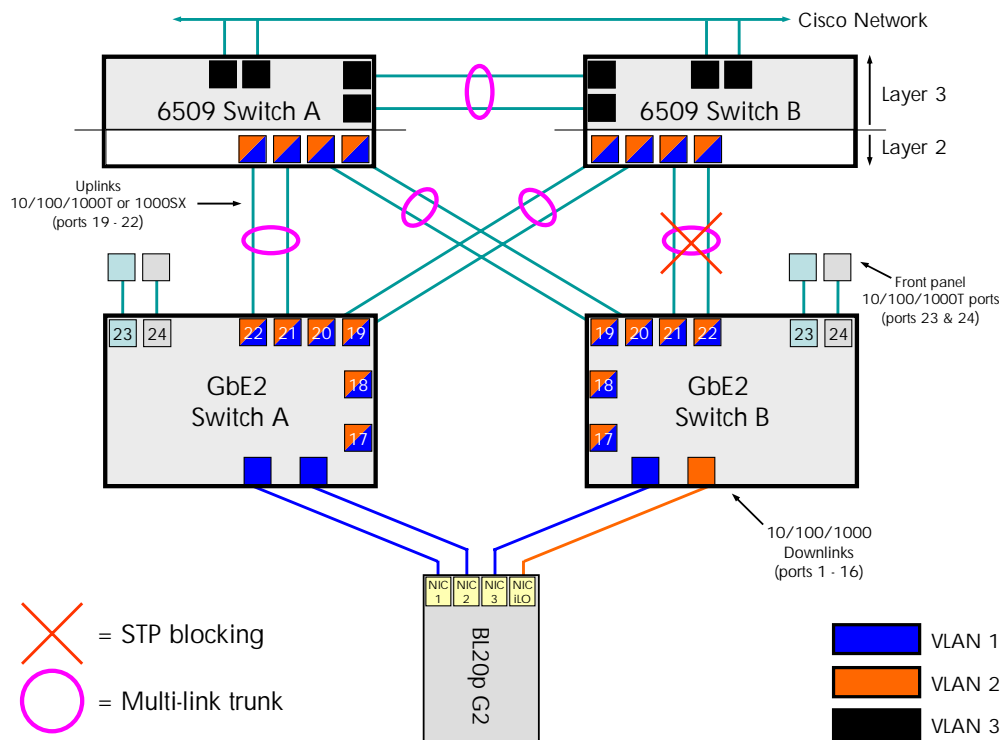 Cisco Network
6509 Switch A
6509 Switch B
Layer 3
Layer 2
Uplinks
10/100/1000T or 1000SX
(ports 19 - 22)
Front panel
10/100/1000T ports
(ports 23 & 24)
23
24
22
21
20
19
18
17
GbE2
Switch A
19
20
21
22
23
24
18
17
GbE2
Switch B
10/100/1000
Downlinks
(ports 1 - 16)
NIC
1
NIC
2
NIC
3
NIC
iLO
BL20p G2
= STP blocking
= Multi-link trunk
VLAN 1
VLAN 2
VLAN 3